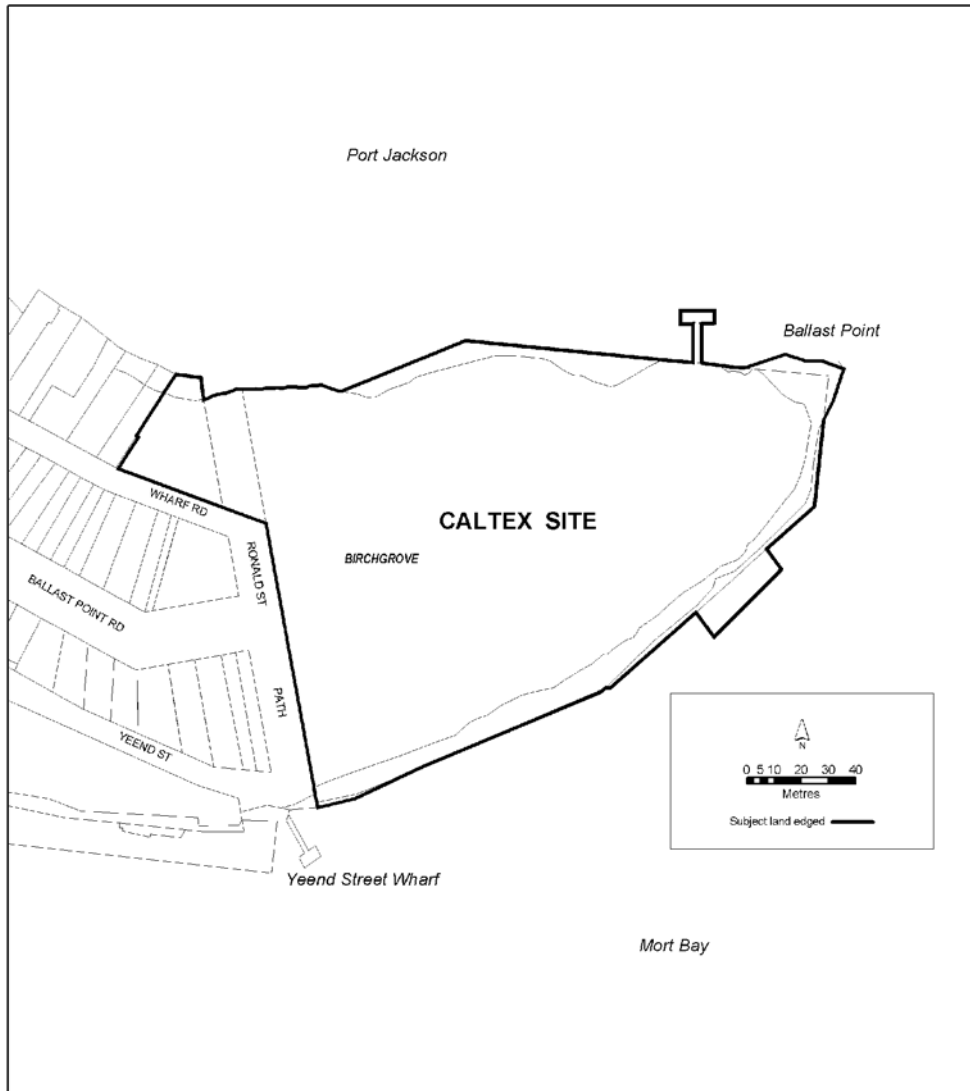 Port Jackson
Ballast Point
WHARF RD
CALTEX SITE
RONALD ST
BIRCHGROVE
BALLAST POINT RD
PATH
YEEND ST
N
0 5 10 20 30 40
Metres
Subject land edged
Yeend Street Wharf
Mort Bay